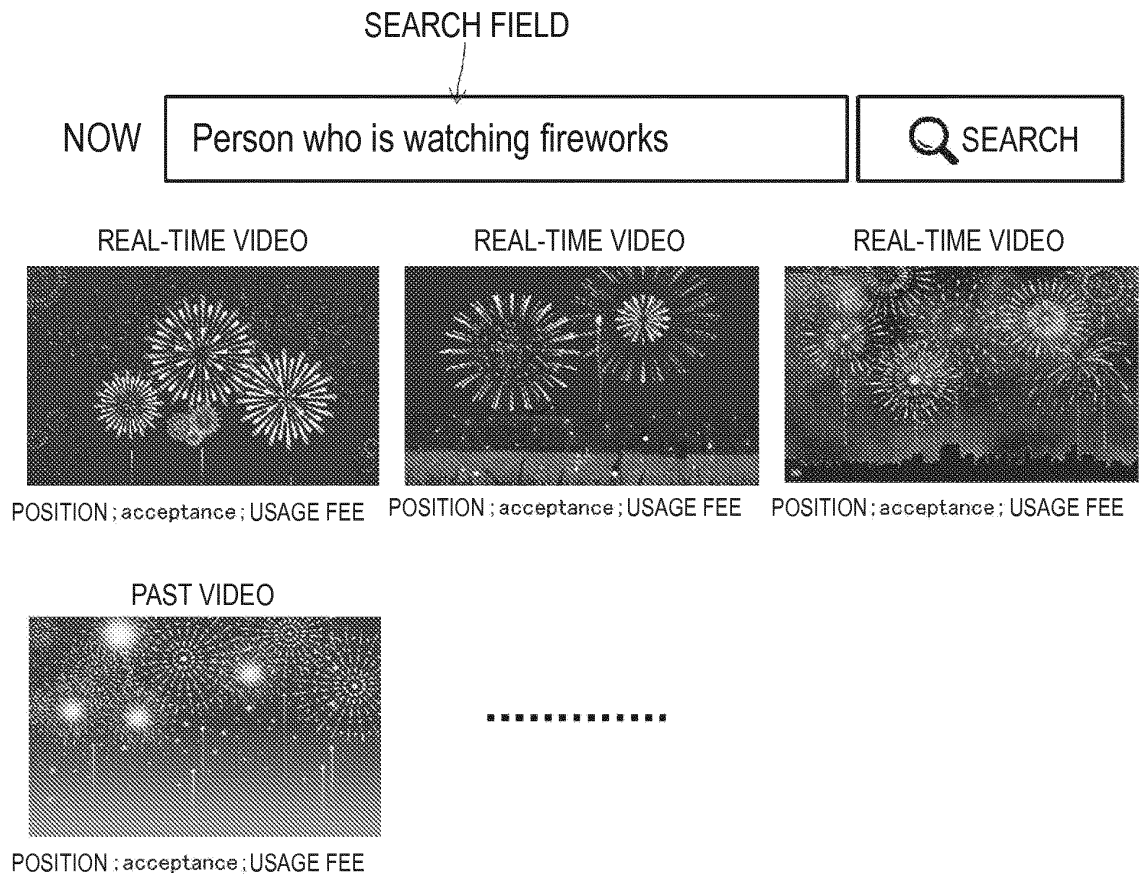 SEARCH FIELD
NOW Person who is watching fireworks SEARCH
REAL-TIME VIDEO REAL-TIME VIDEO REAL-TIME VIDEO
POSITION ; acceptance ; USAGE FEE POSITION ; acceptance ; USAGE FEE POSITION ; acceptance ; USAGE FEE
PAST VIDEO
POSITION ; acceptance ; USAGE FEE